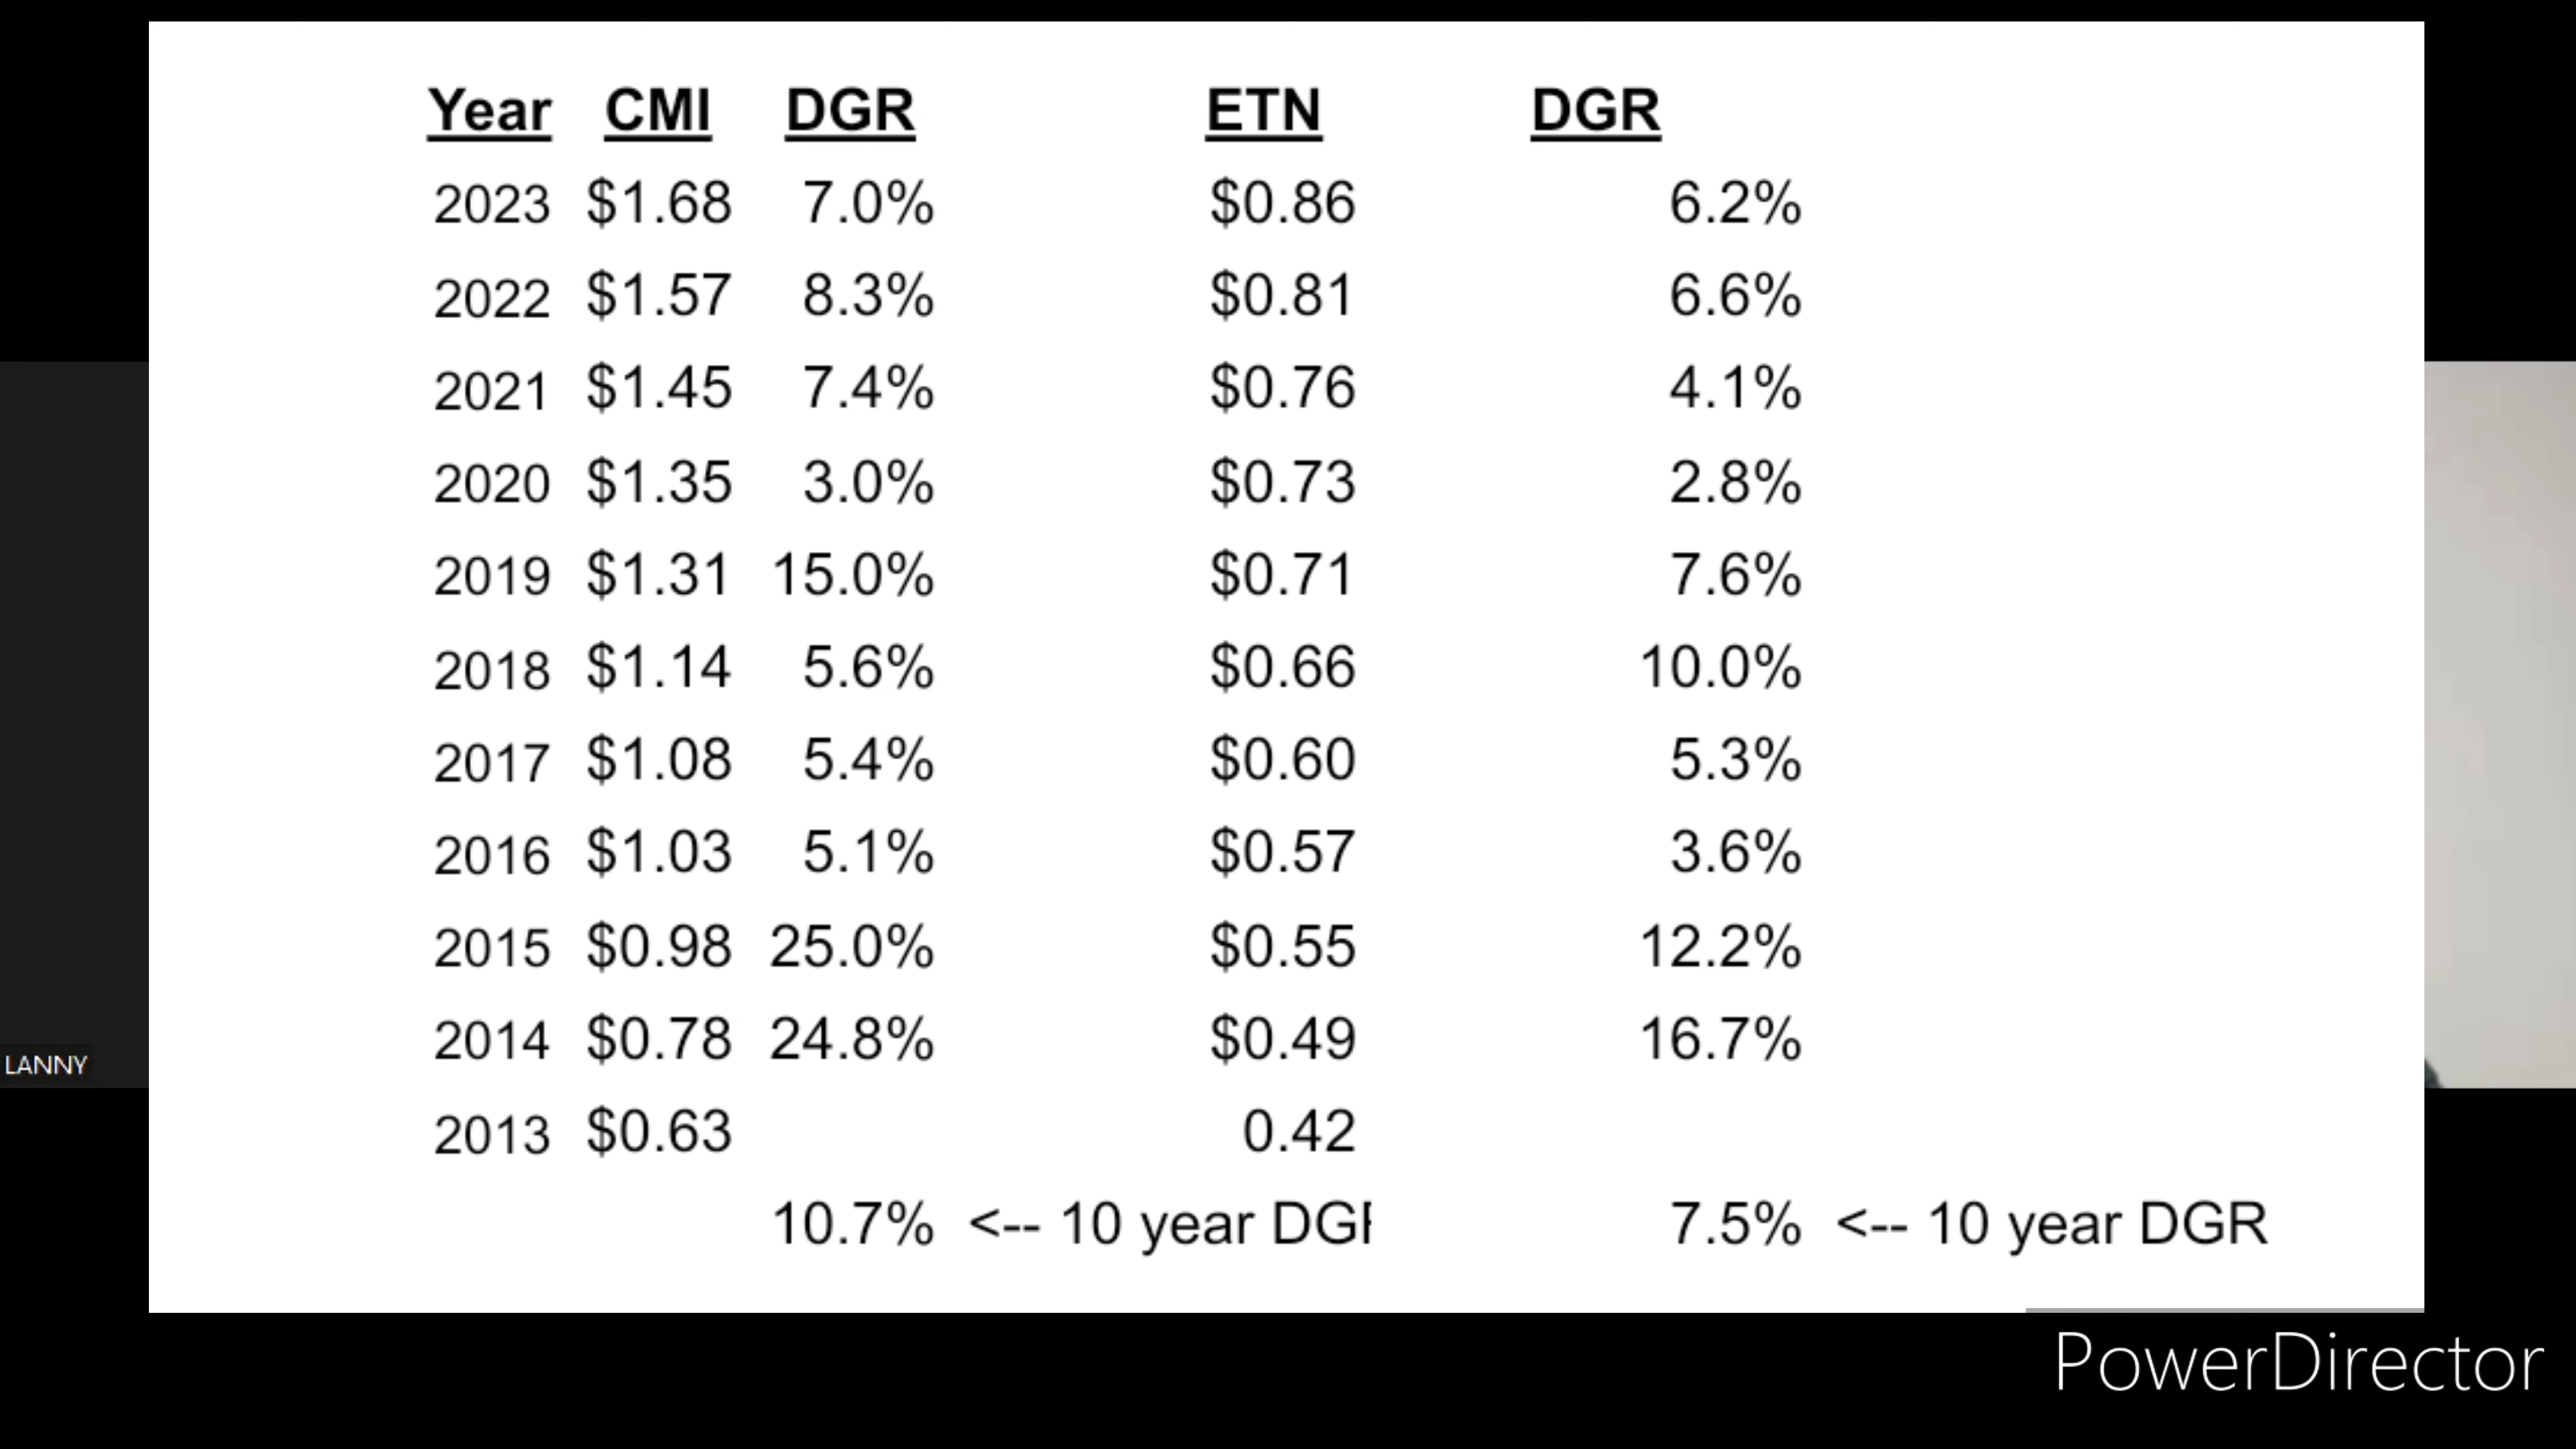 Year CMI DGR ETN DGR
2023 $1.68 7.0% $0.86 6.2%
2022 $1.57 8.3% $0.81 6.6%
2021 $1.45 7.4% $0.76 4.1%
2020 $1.35 3.0% $0.73 2.8%
2019 $1.31 15.0% $0.71 7.6%
2018 $1.14 5.6% $0.66 10.0%
2017 $1.08 5.4% $0.60 5.3%
2016 $1.03 5.1% $0.57 3.6%
2015 $0.98 25.0% $0.55 12.2%
2014 $0.78 24.8% $0.49 16.7%
2013 $0.63 0.42
10.7% <-- 10 year DG 7.5% <-- 10 year DGR
LANNY
PowerDirector